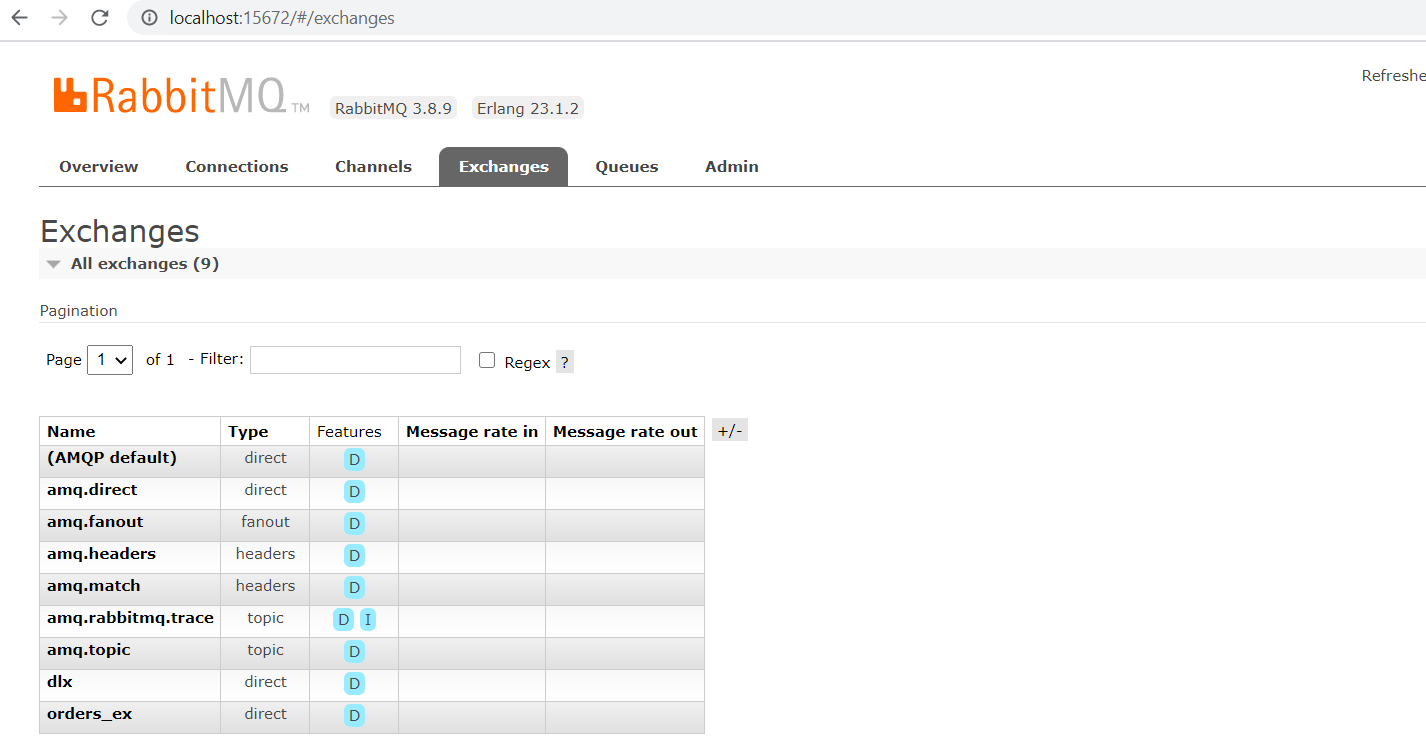 localhost:15672/#/exchanges
Refreshe
RabbitMQ TM RabbitMQ 3.8.9 Erlang 23.1.2
Overview Connections Channels Exchanges Queues Admin
Exchanges
All exchanges (9)
Pagination
Page 1 of 1 - Filter: Regex ?
Name Type Features Message rate in Message rate out +/-
(AMQP default) direct D
amq.direct direct D
amq.fanout fanout D
amq.headers headers D
amq.match headers D
amq.rabbitmq.trace topic D I
amq.topic topic D
dlx direct D
orders_ex direct D